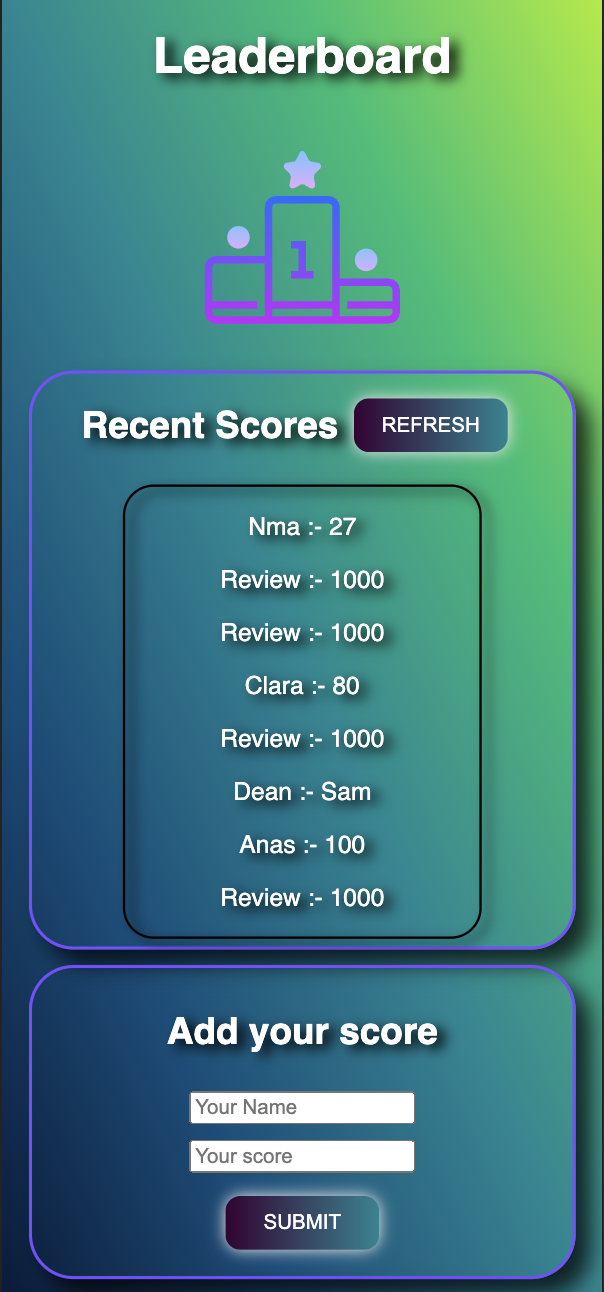 Leaderboard
1
Recent Scores REFRESH
Nma :- 27
Review :- 1000
Review :- 1000
Clara :- 80
Review :- 1000
Dean :- Sam
Anas :- 100
Review :- 1000
Add your score
Your Name
Your score
SUBMIT